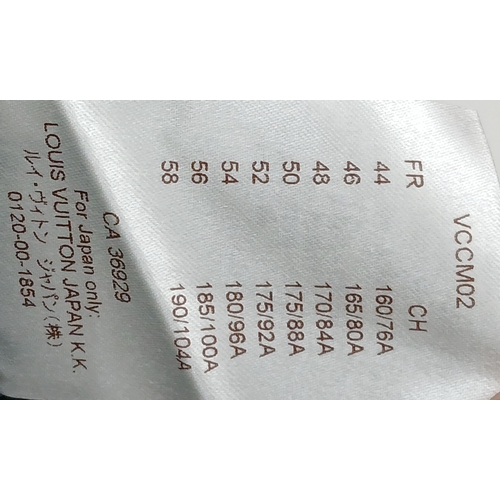 VCCM02
FR CH
44 160/76A
46 165/80A
48 170/84A
50 175/88A
52 175/92A
54 180/96A
56 185/100A
58 190/104A
CA 36929
For Japan only:
LOUIS VUITTON JAPAN K.K.
ルイ・ヴィトン ジャパン(株)
0120-00-1854